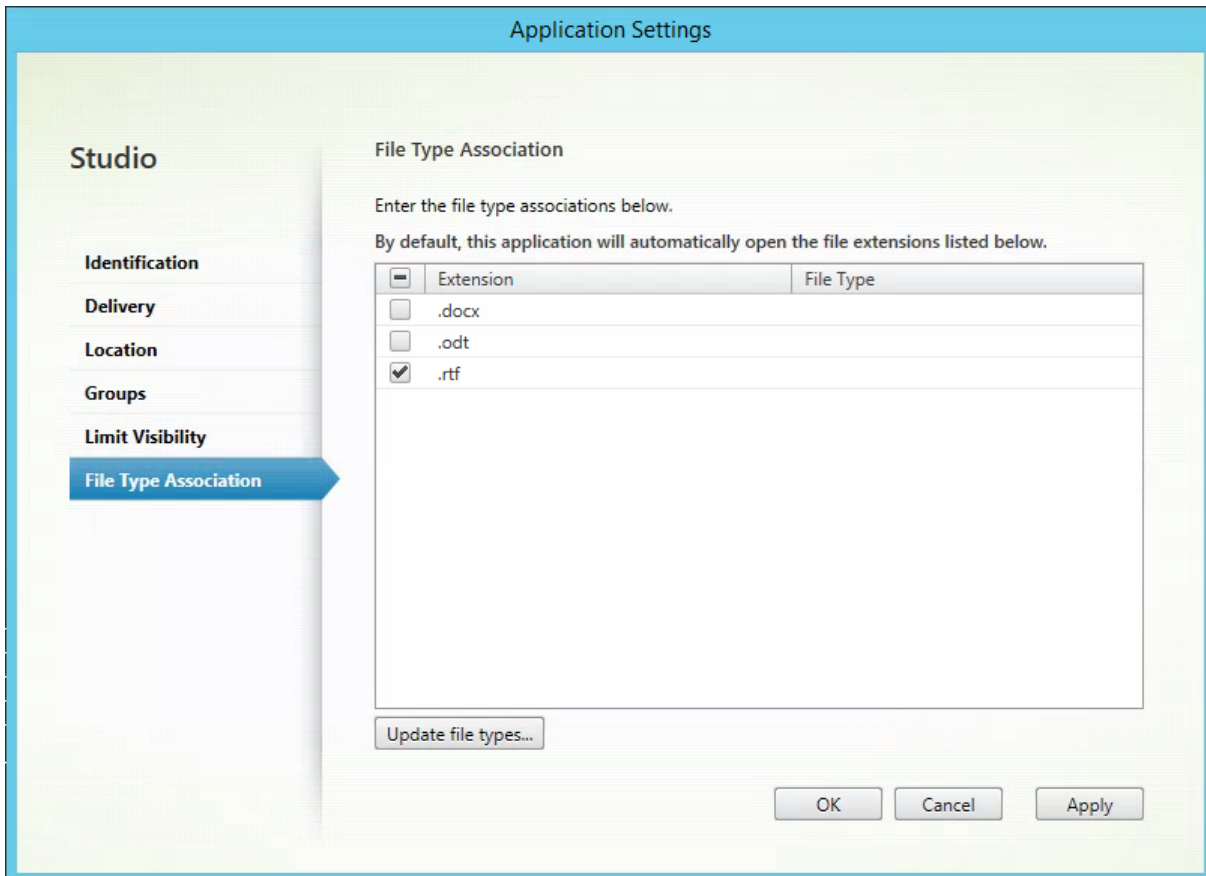 Application Settings
Studio
Identification
Delivery
Location
Groups
Limit Visibility
File Type Association
File Type Association
Enter the file type associations below.
By default, this application will automatically open the file extensions listed below.
Extension File Type
.docx
.odt
.rtf
Update file types...
OK Cancel Apply